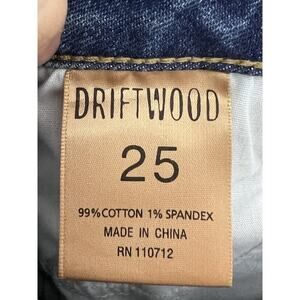 DRIFTWOOD
25
99% COTTON 1% SPANDEX
MADE IN CHINA
RN 110712